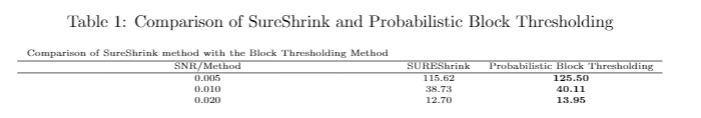 Table 1: Comparison of SureShrink and Probabilistic Block Thresholding
Comparison of SureShrink method with the Block Thresholding Method
SNR/Method SUREShrink Probabilistic Block Thresholding
0.005 115.62 125.50
0.010 38.73 40.11
0.020 12.70 13.95